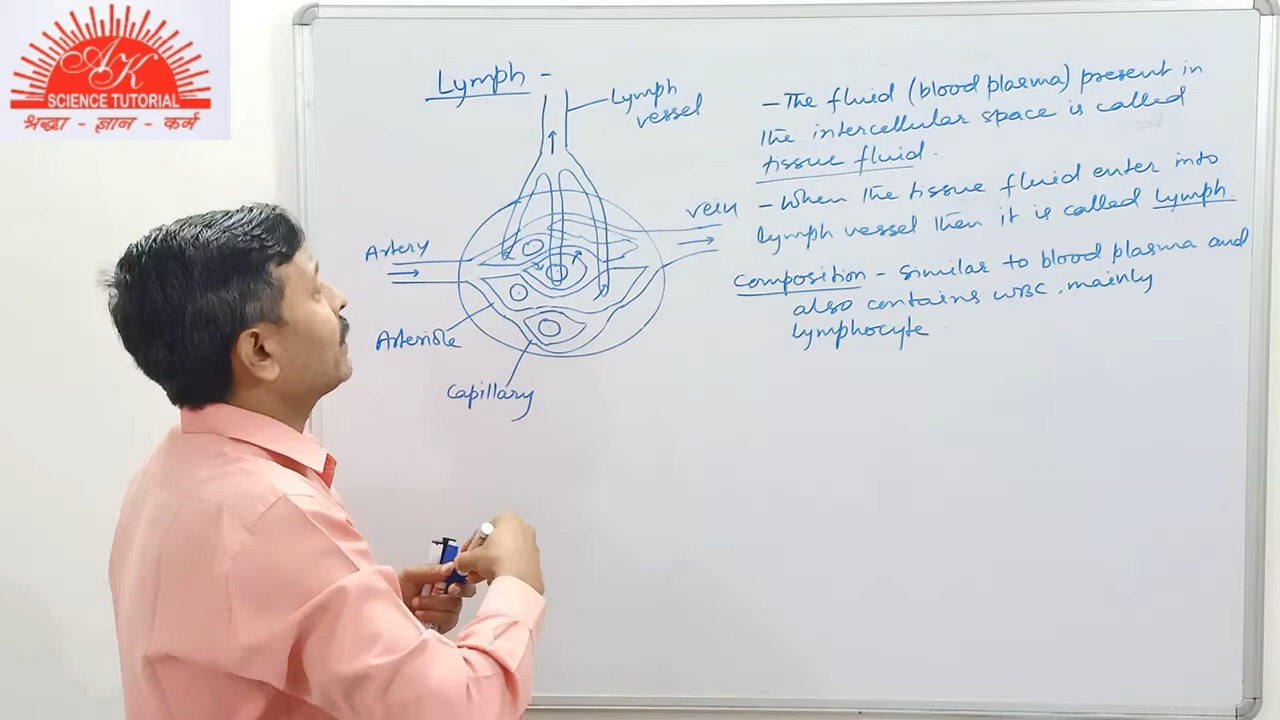 AK
SCIENCE TUTORIAL
श्रद्धा - ज्ञान - कर्म
Lymph -
Lymph
vessel
Artery
vein
Arteriole
Capillary
- The fluid (blood plasma) present in
the intercellular space is called
tissue fluid.
- When the tissue fluid enter into
lymph vessel then it is called Lymph.
Composition - similar to blood plasma and
also contains WBC, mainly
lymphocyte